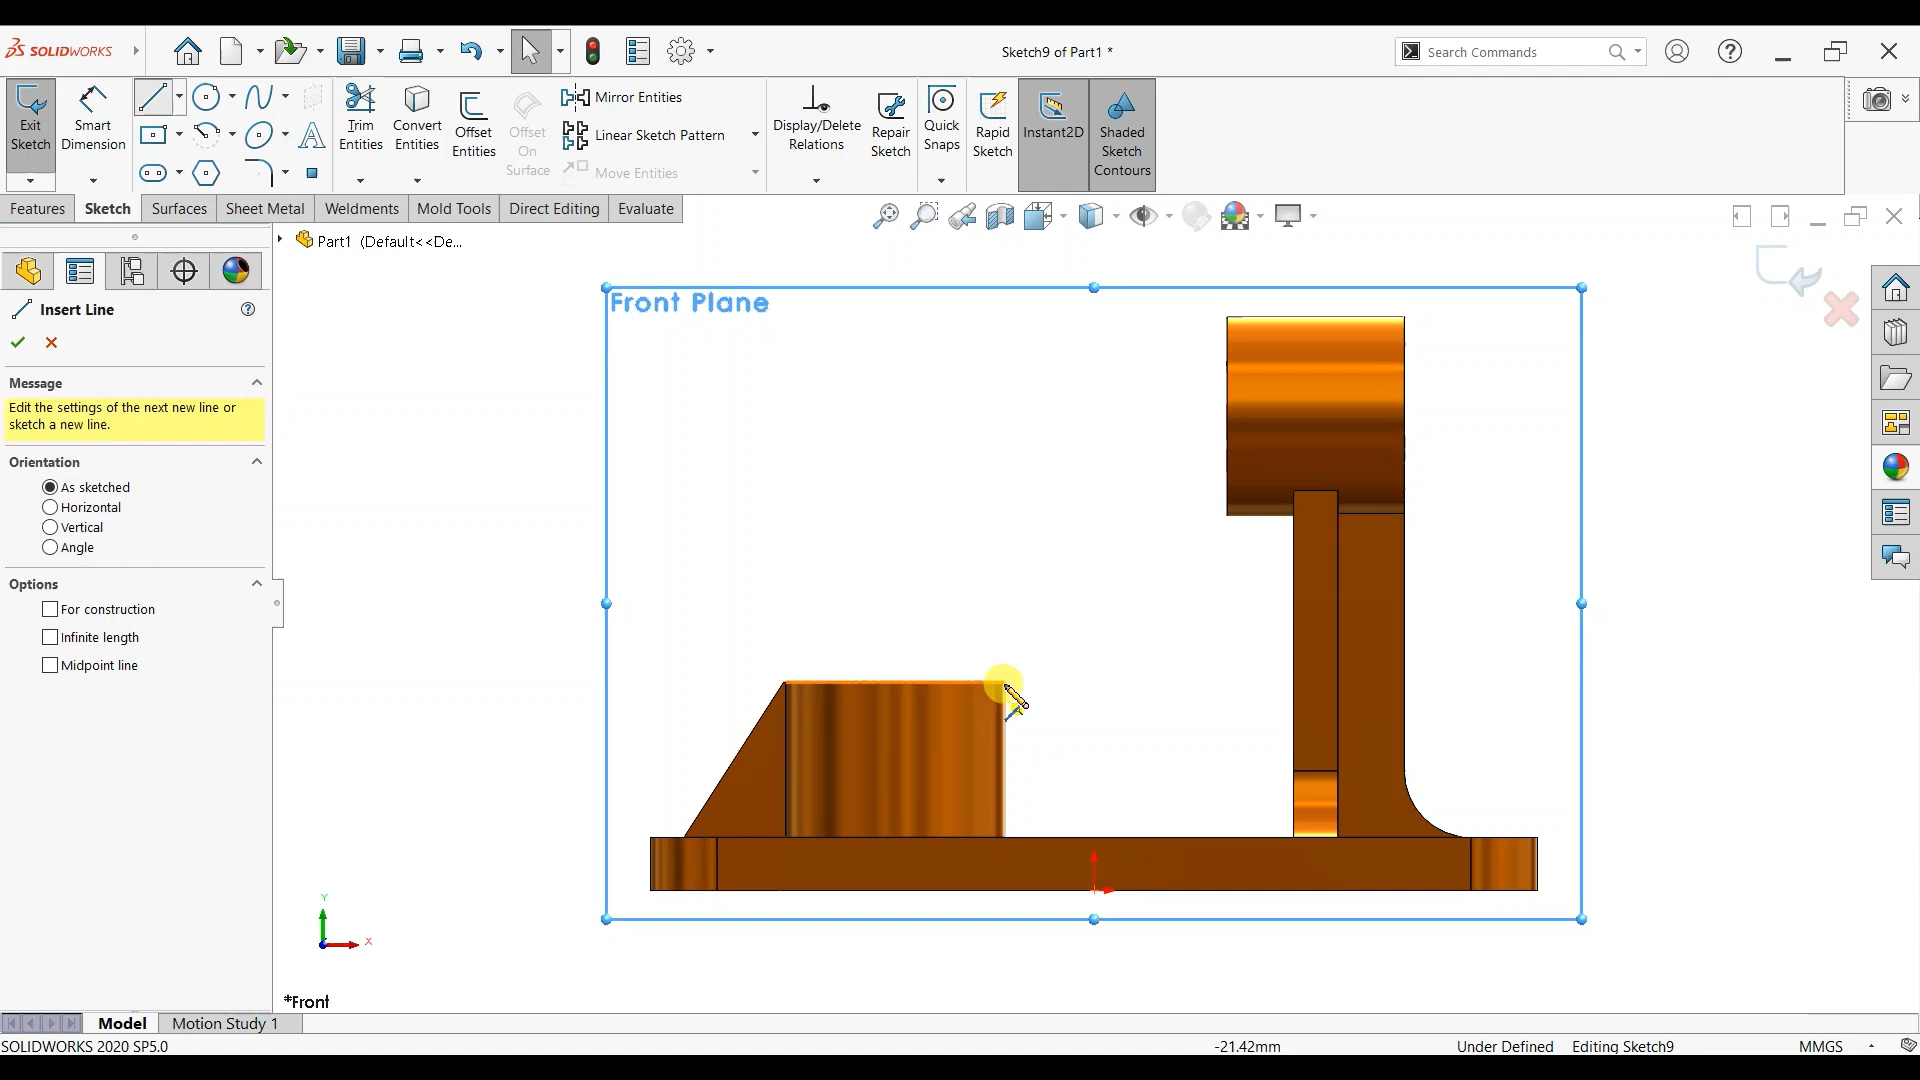 SOLIDWORKS
Sketch9 of Part1 *
Search Commands
Exit
Sketch
Smart
Dimension
Trim
Entities
Convert
Entities
Offset
Entities
Offset
On
Surface
Mirror Entities
Linear Sketch Pattern
Move Entities
Display/Delete
Relations
Repair
Sketch
Quick
Snaps
Rapid
Sketch
Instant2D
Shaded
Sketch
Contours
Features
Sketch
Surfaces
Sheet Metal
Weldments
Mold Tools
Direct Editing
Evaluate
Part1 (Default<<De...
Insert Line
Message
Edit the settings of the next new line or
sketch a new line.
Orientation
As sketched
Horizontal
Vertical
Angle
Options
For construction
Infinite length
Midpoint line
Front Plane
Y
X
*Front
Model
Motion Study 1
SOLIDWORKS 2020 SP5.0
-21.42mm
Under Defined
Editing Sketch9
MMGS